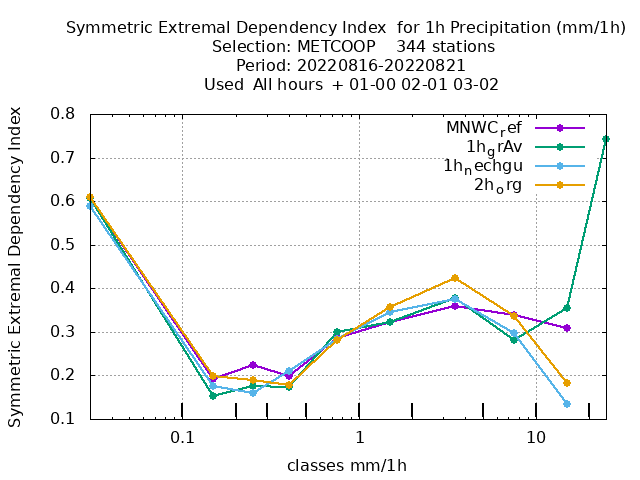 Symmetric Extremal Dependency Index  for 1h Precipitation (mm/1h)
Selection: METCOOP    344 stations
Period: 20220816-20220821
Used  All hours  + 01-00 02-01 03-02
Symmetric Extremal Dependency Index
0.8
0.7
0.6
0.5
0.4
0.3
0.2
0.1
MNWCref
1hgrAv
1hnechgu
2horg
0.1
1
10
classes mm/1h